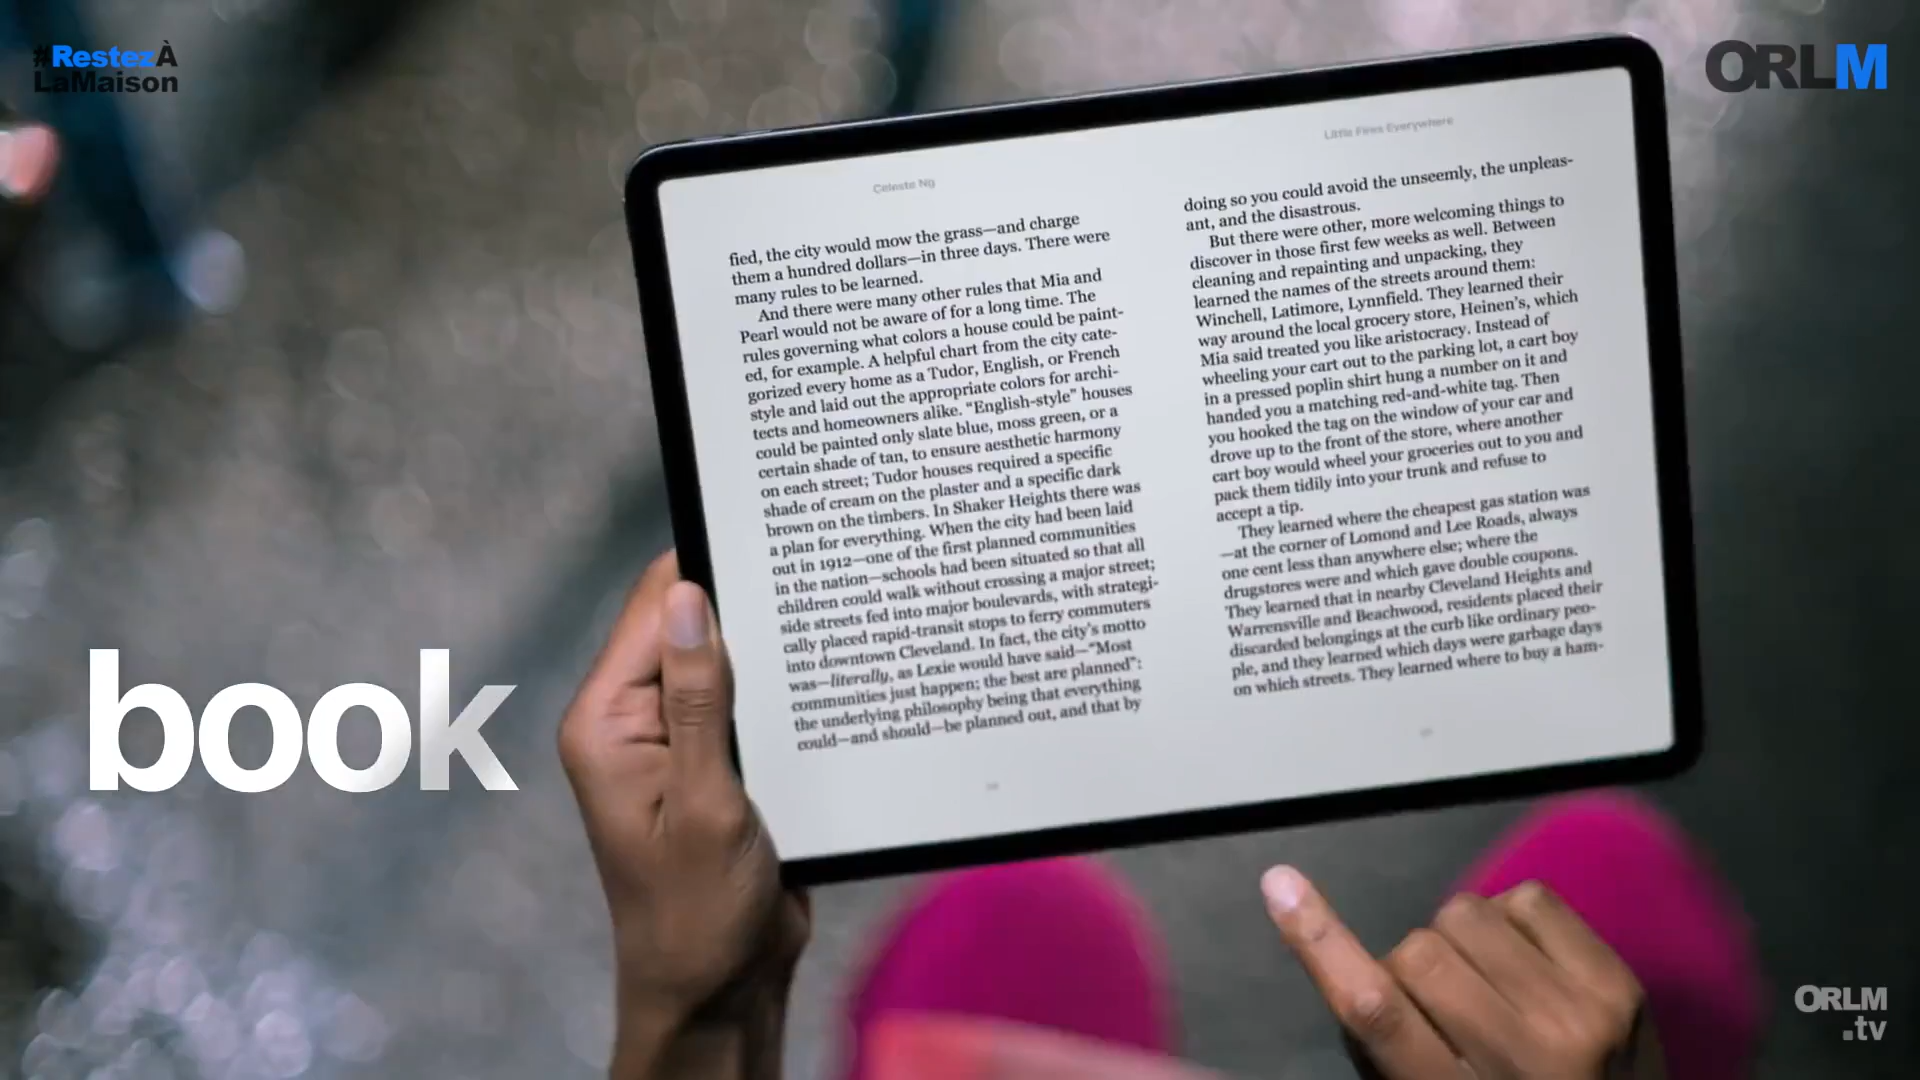 #RestezÀ
LaMaison
ORLM
Celeste Ng
fied, the city would mow the grass—and charge
them a hundred dollars—in three days. There were
many rules to be learned.
And there were many other rules that Mia and
Pearl would not be aware of for a long time. The
rules governing what colors a house could be paint-
ed, for example. A helpful chart from the city cate-
gorized every home as a Tudor, English, or French
style and laid out the appropriate colors for archi-
tects and homeowners alike. “English-style” houses
could be painted only slate blue, moss green, or a
certain shade of tan, to ensure aesthetic harmony
on each street; Tudor houses required a specific
shade of cream on the plaster and a specific dark
brown on the timbers. In Shaker Heights there was
a plan for everything. When the city had been laid
out in 1912—one of the first planned communities
in the nation—schools had been situated so that all
children could walk without crossing a major street;
side streets fed into major boulevards, with strategi-
cally placed rapid-transit stops to ferry commuters
into downtown Cleveland. In fact, the city’s motto
was—literally, as Lexie would have said—“Most
communities just happen; the best are planned”:
the underlying philosophy being that everything
could—and should—be planned out, and that by
Little Fires Everywhere
doing so you could avoid the unseemly, the unpleas-
ant, and the disastrous.
But there were other, more welcoming things to
discover in those first few weeks as well. Between
cleaning and repainting and unpacking, they
learned the names of the streets around them:
Winchell, Latimore, Lynnfield. They learned their
way around the local grocery store, Heinen’s, which
Mia said treated you like aristocracy. Instead of
wheeling your cart out to the parking lot, a cart boy
in a pressed poplin shirt hung a number on it and
handed you a matching red-and-white tag. Then
you hooked the tag on the window of your car and
drove up to the front of the store, where another
cart boy would wheel your groceries out to you and
pack them tidily into your trunk and refuse to
accept a tip.
They learned where the cheapest gas station was
—at the corner of Lomond and Lee Roads, always
one cent less than anywhere else; where the
drugstores were and which gave double coupons.
They learned that in nearby Cleveland Heights and
Warrensville and Beachwood, residents placed their
discarded belongings at the curb like ordinary peo-
ple, and they learned which days were garbage days
on which streets. They learned where to buy a ham-
book
ORLM
.tv